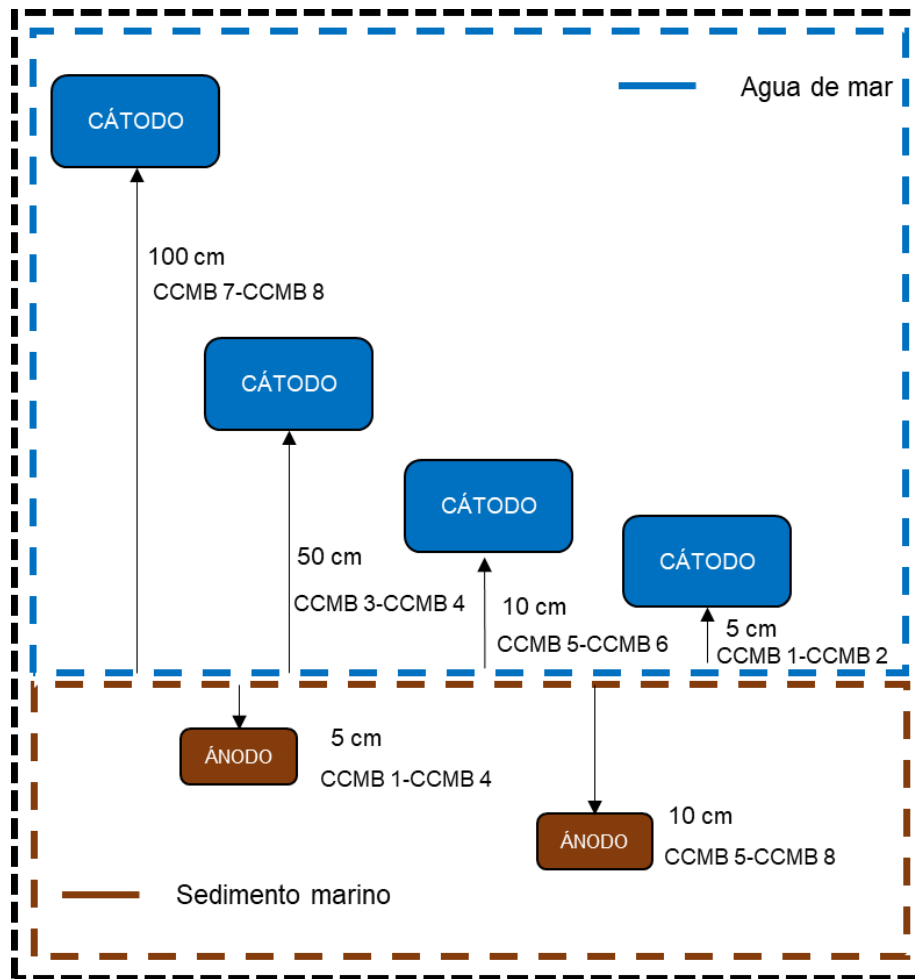 Agua de mar
CÁTODO
100 cm
CCMB 7-CCMB 8
CÁTODO
50 cm
CCMB 3-CCMB 4
CÁTODO
10 cm
CCMB 5-CCMB 6
CÁTODO
5 cm
CCMB 1-CCMB 2
ÁNODO
5 cm
CCMB 1-CCMB 4
ÁNODO
10 cm
CCMB 5-CCMB 8
Sedimento marino